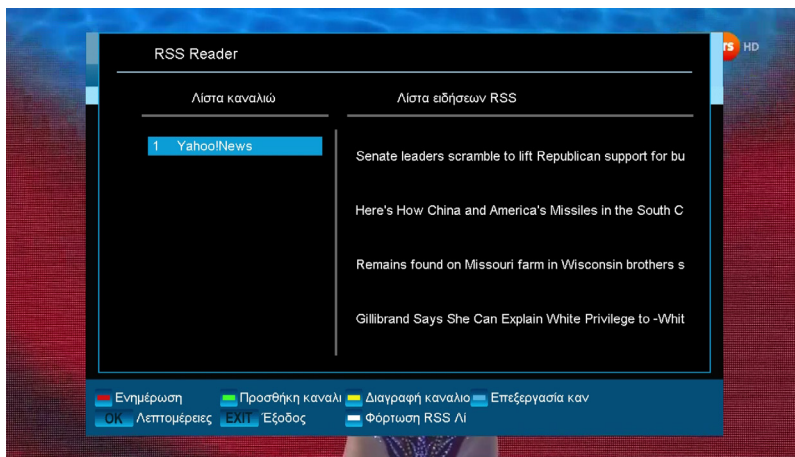 RSS Reader
rs HD
Λίστα καναλιώ
Λίστα ειδήσεων RSS
1 Yahoo!News
Senate leaders scramble to lift Republican support for bu
Here's How China and America's Missiles in the South C
Remains found on Missouri farm in Wisconsin brothers s
Gillibrand Says She Can Explain White Privilege to -Whit
Ενημέρωση Προσθήκη καναλι Διαγραφή καναλιο Επεξεργασία καν
OK Λεπτομέρειες EXIT Έξοδος Φόρτωση RSS Λί